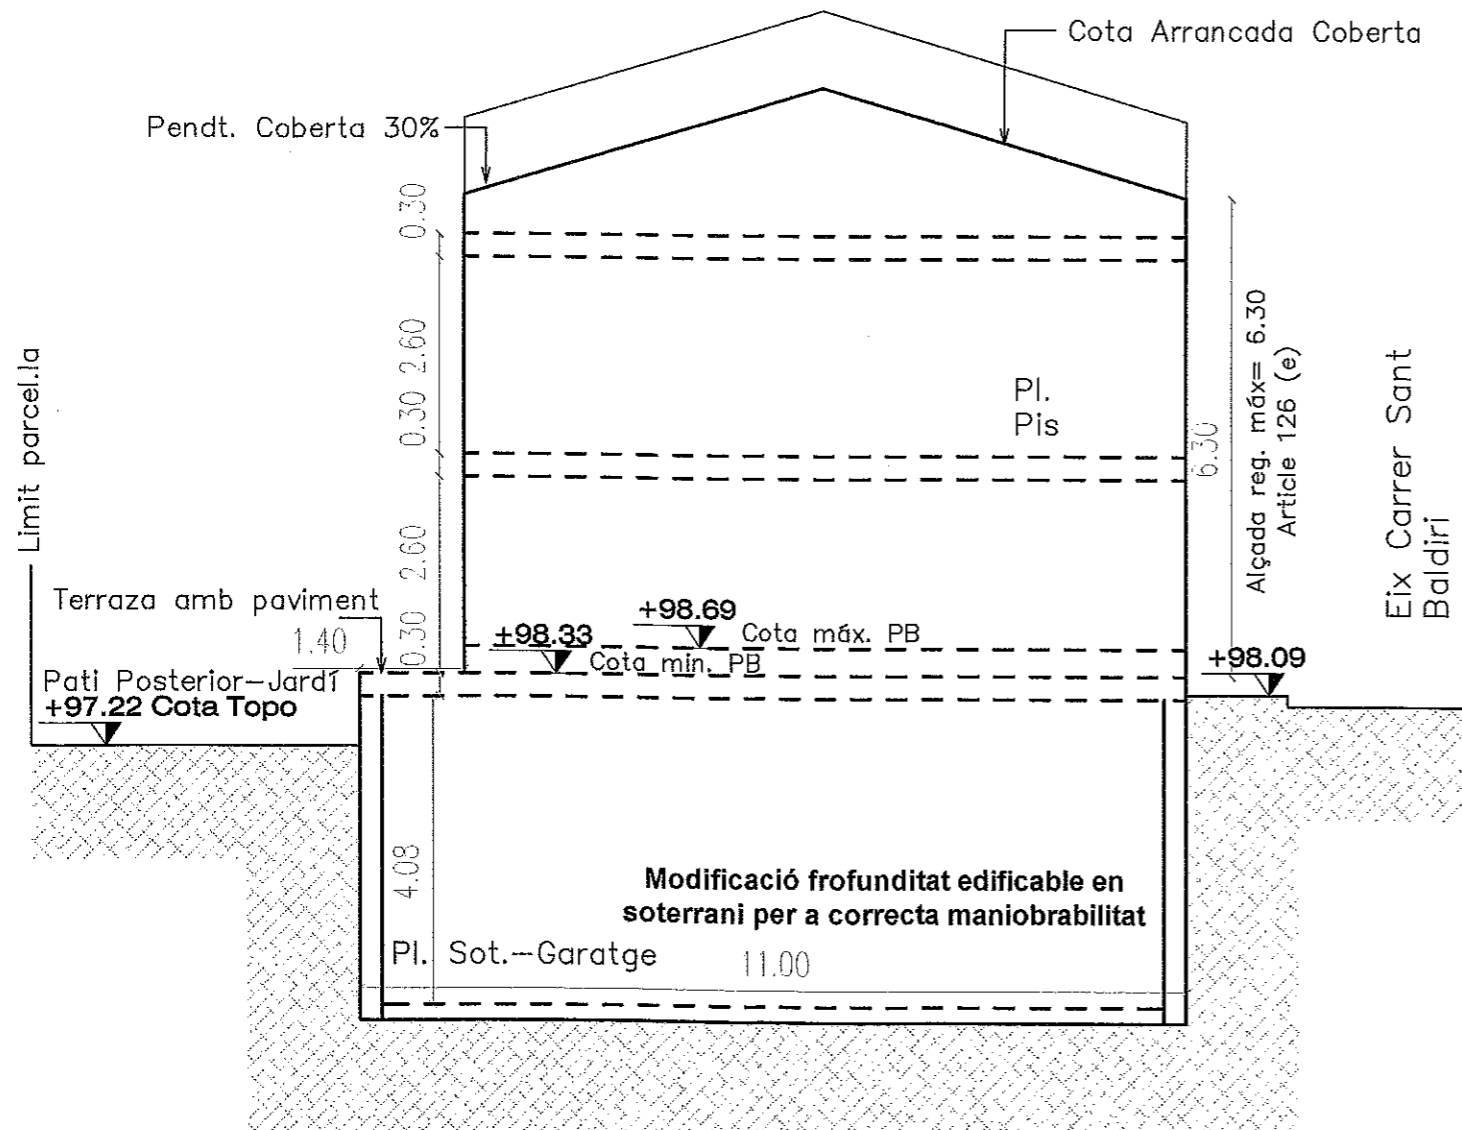 Cota Arrancada Coberta
Pendt. Coberta 30%
0.30
2.60
0.30
2.60
0.30
Limit parcel.la
Pl.
Pis
6.30
Alçada reg. máx= 6.30
Article 126 (e)
Eix Carrer Sant
Baldiri
Terraza amb paviment
1.40
+98.69
Cota máx. PB
+98.33
Cota min. PB
+98.09
Pati Posterior-Jardí
+97.22 Cota Topo
4.08
Modificació frofunditat edificable en
soterrani per a correcta maniobrabilitat
Pl. Sot.-Garatge
11.00